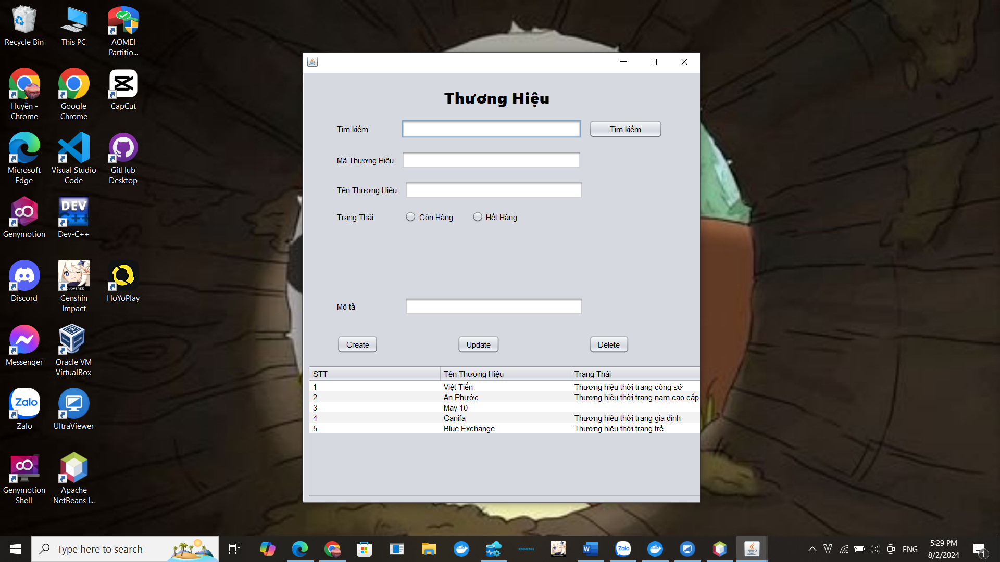 Recycle Bin
This PC
AOMEI
Partitio...
Huyền -
Chrome
Google
Chrome
CapCut
Microsoft
Edge
Visual Studio
Code
GitHub
Desktop
Genymotion
DEV
C++
Dev-C++
Discord
HOYOVERSE
Genshin
Impact
HoYoPlay
Messenger
Oracle VM
VirtualBox
Zalo
Zalo
UltraViewer
Genymotion
Shell
Apache
NetBeans I...
Thương Hiệu
Tìm kiếm
Tìm kiếm
Mã Thương Hiệu
Tên Thương Hiệu
Trạng Thái
Còn Hàng
Hết Hàng
Mô tả
Create
Update
Delete
STT
Tên Thương Hiệu
Trạng Thái
1
Việt Tiến
Thương hiệu thời trang công sở
2
An Phước
Thương hiệu thời trang nam cao cấp
3
May 10
4
Canifa
Thương hiệu thời trang gia đình
5
Blue Exchange
Thương hiệu thời trang trẻ
Type here to search
Zalo
ENG
5:29 PM
8/2/2024
1